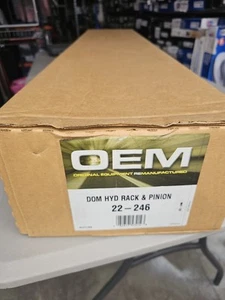 OEM
ORIGINAL EQUIPMENT REMANUFACTURED
DOM HYD RACK & PINION
22-246